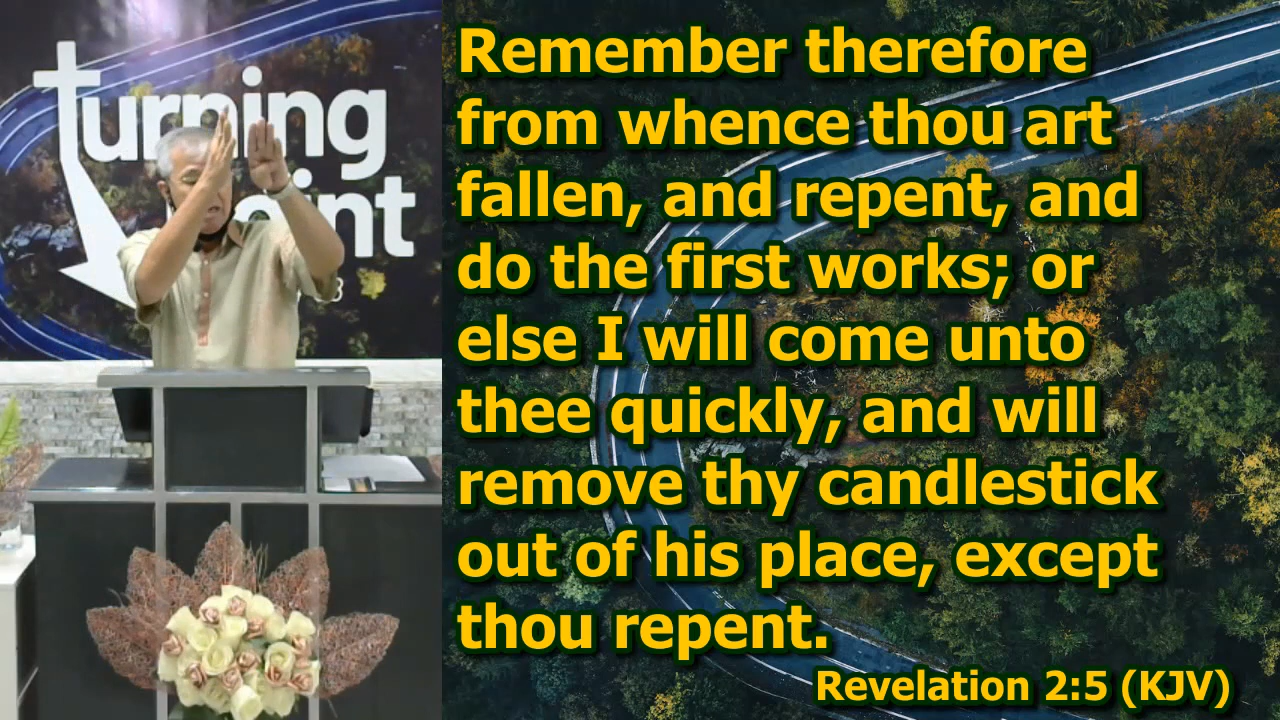 turning
Remember therefore
from whence thou art
fallen, and repent, and
do the first works; or
else I will come unto
thee quickly, and will
remove thy candlestick
out of his place, except
thou repent.
Revelation 2:5 (KJV)